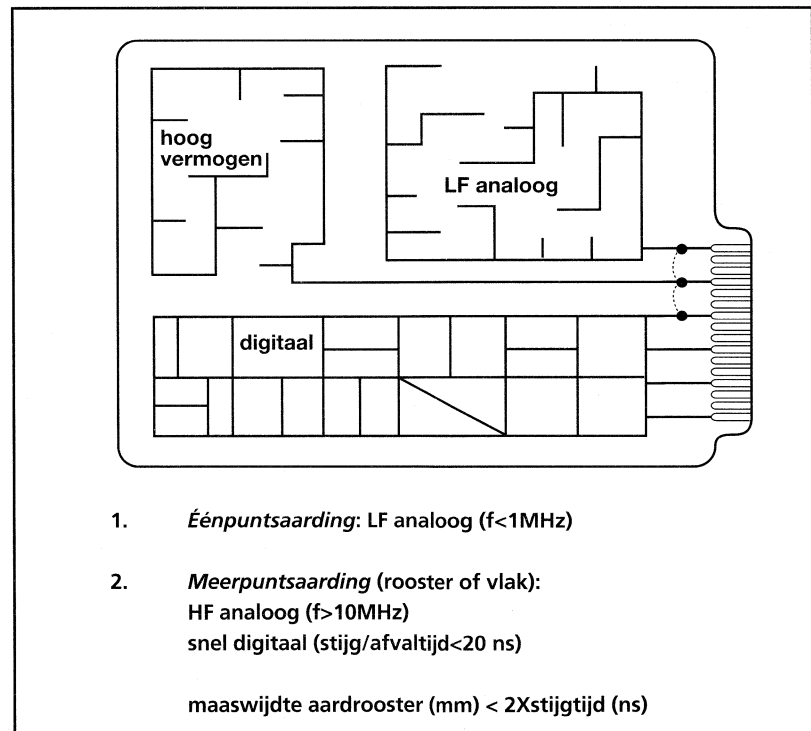 hoog
vermogen
LF analoog
digitaal
1. Éénpuntsaarding: LF analoog (f<1MHz)
2. Meerpuntsaarding (rooster of vlak):
HF analoog (f>10MHz)
snel digitaal (stijg/afvaltijd<20 ns)
maaswijdte aardrooster (mm) < 2Xstijgtijd (ns)